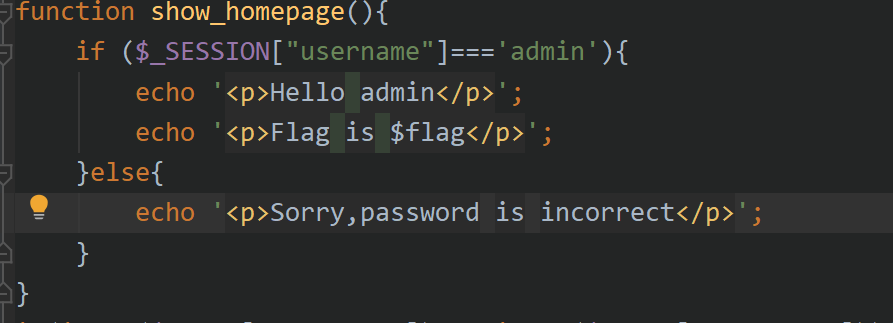 function show_homepage(){
if ($_SESSION["username"]==='admin'){
echo '<p>Hello admin</p>';
echo '<p>Flag is $flag</p>';
}else{
echo '<p>Sorry,password is incorrect</p>';
}
}